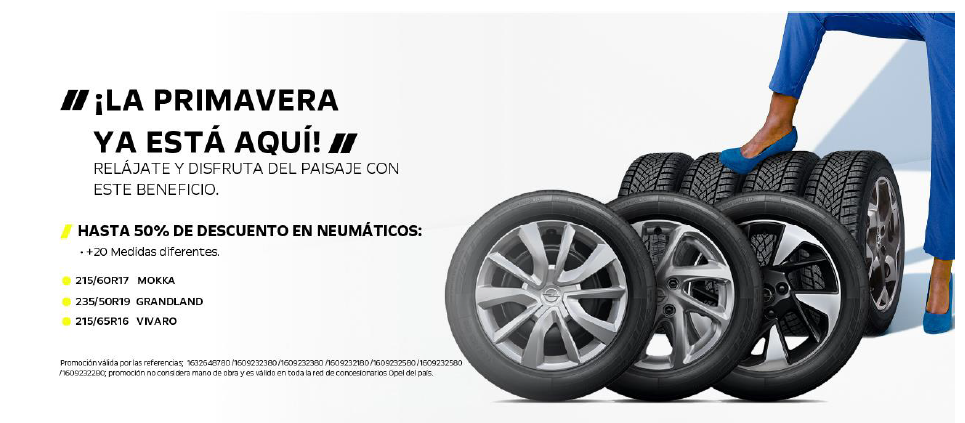 ¡LA PRIMAVERA
YA ESTÁ AQUÍ!
RELÁJATE Y DISFRUTA DEL PAISAJE CON
ESTE BENEFICIO.
HASTA 50% DE DESCUENTO EN NEUMÁTICOS:
• +20 Medidas diferentes.
215/60R17 MOKKA
235/50R19 GRANDLAND
215/65R16 VIVARO
Promoción válida por las referencias; 1632648780 /1609232380 /1609232380 /1609232180 /1609232580 /1609232580
/1609232280; promoción no considera mano de obra y es válido en toda la red de concesionarios Opel del país.